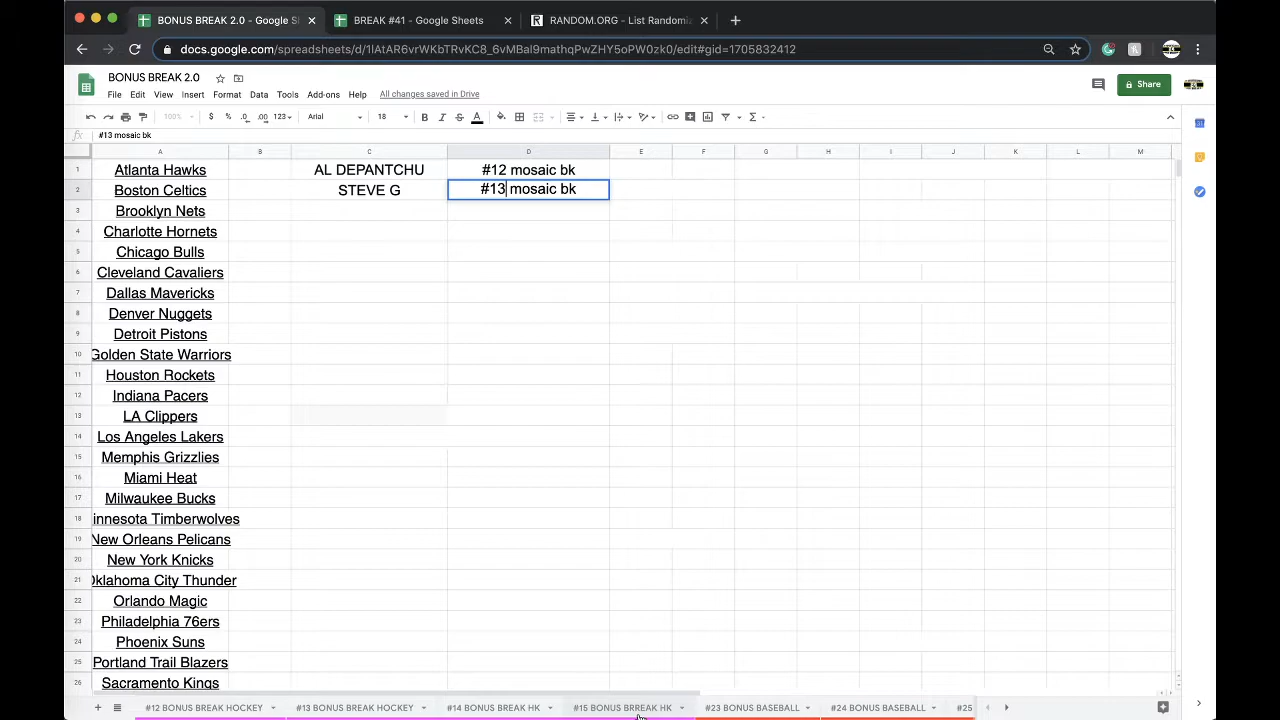 BONUS BREAK 2.0 - Google S
BREAK #41 - Google Sheets
RANDOM.ORG - List Randomi
docs.google.com/spreadsheets/d/1lAtAR6vrWKbTRvKC8_6vMBal9mathqPwZHY5oPW0zk0/edit#gid=1705832412
BONUS BREAK 2.0
File Edit View Insert Format Data Tools Add-ons Help All changes saved in Drive
Share
100% $ % .0 .00 123 Arial 18 B I S A
fx #13 mosaic bk
A B C D E F G H I J K L M
1 Atlanta Hawks AL DEPANTCHU #12 mosaic bk
2 Boston Celtics STEVE G #13 mosaic bk
3 Brooklyn Nets
4 Charlotte Hornets
5 Chicago Bulls
6 Cleveland Cavaliers
7 Dallas Mavericks
8 Denver Nuggets
9 Detroit Pistons
10 Golden State Warriors
11 Houston Rockets
12 Indiana Pacers
13 LA Clippers
14 Los Angeles Lakers
15 Memphis Grizzlies
16 Miami Heat
17 Milwaukee Bucks
18 innesota Timberwolves
19 New Orleans Pelicans
20 New York Knicks
21 Oklahoma City Thunder
22 Orlando Magic
23 Philadelphia 76ers
24 Phoenix Suns
25 Portland Trail Blazers
26 Sacramento Kings
#12 BONUS BREAK HOCKEY #13 BONUS BREAK HOCKEY #14 BONUS BREAK HK #15 BONUS BRREAK HK #23 BONUS BASEBALL #24 BONUS BASEBALL #25